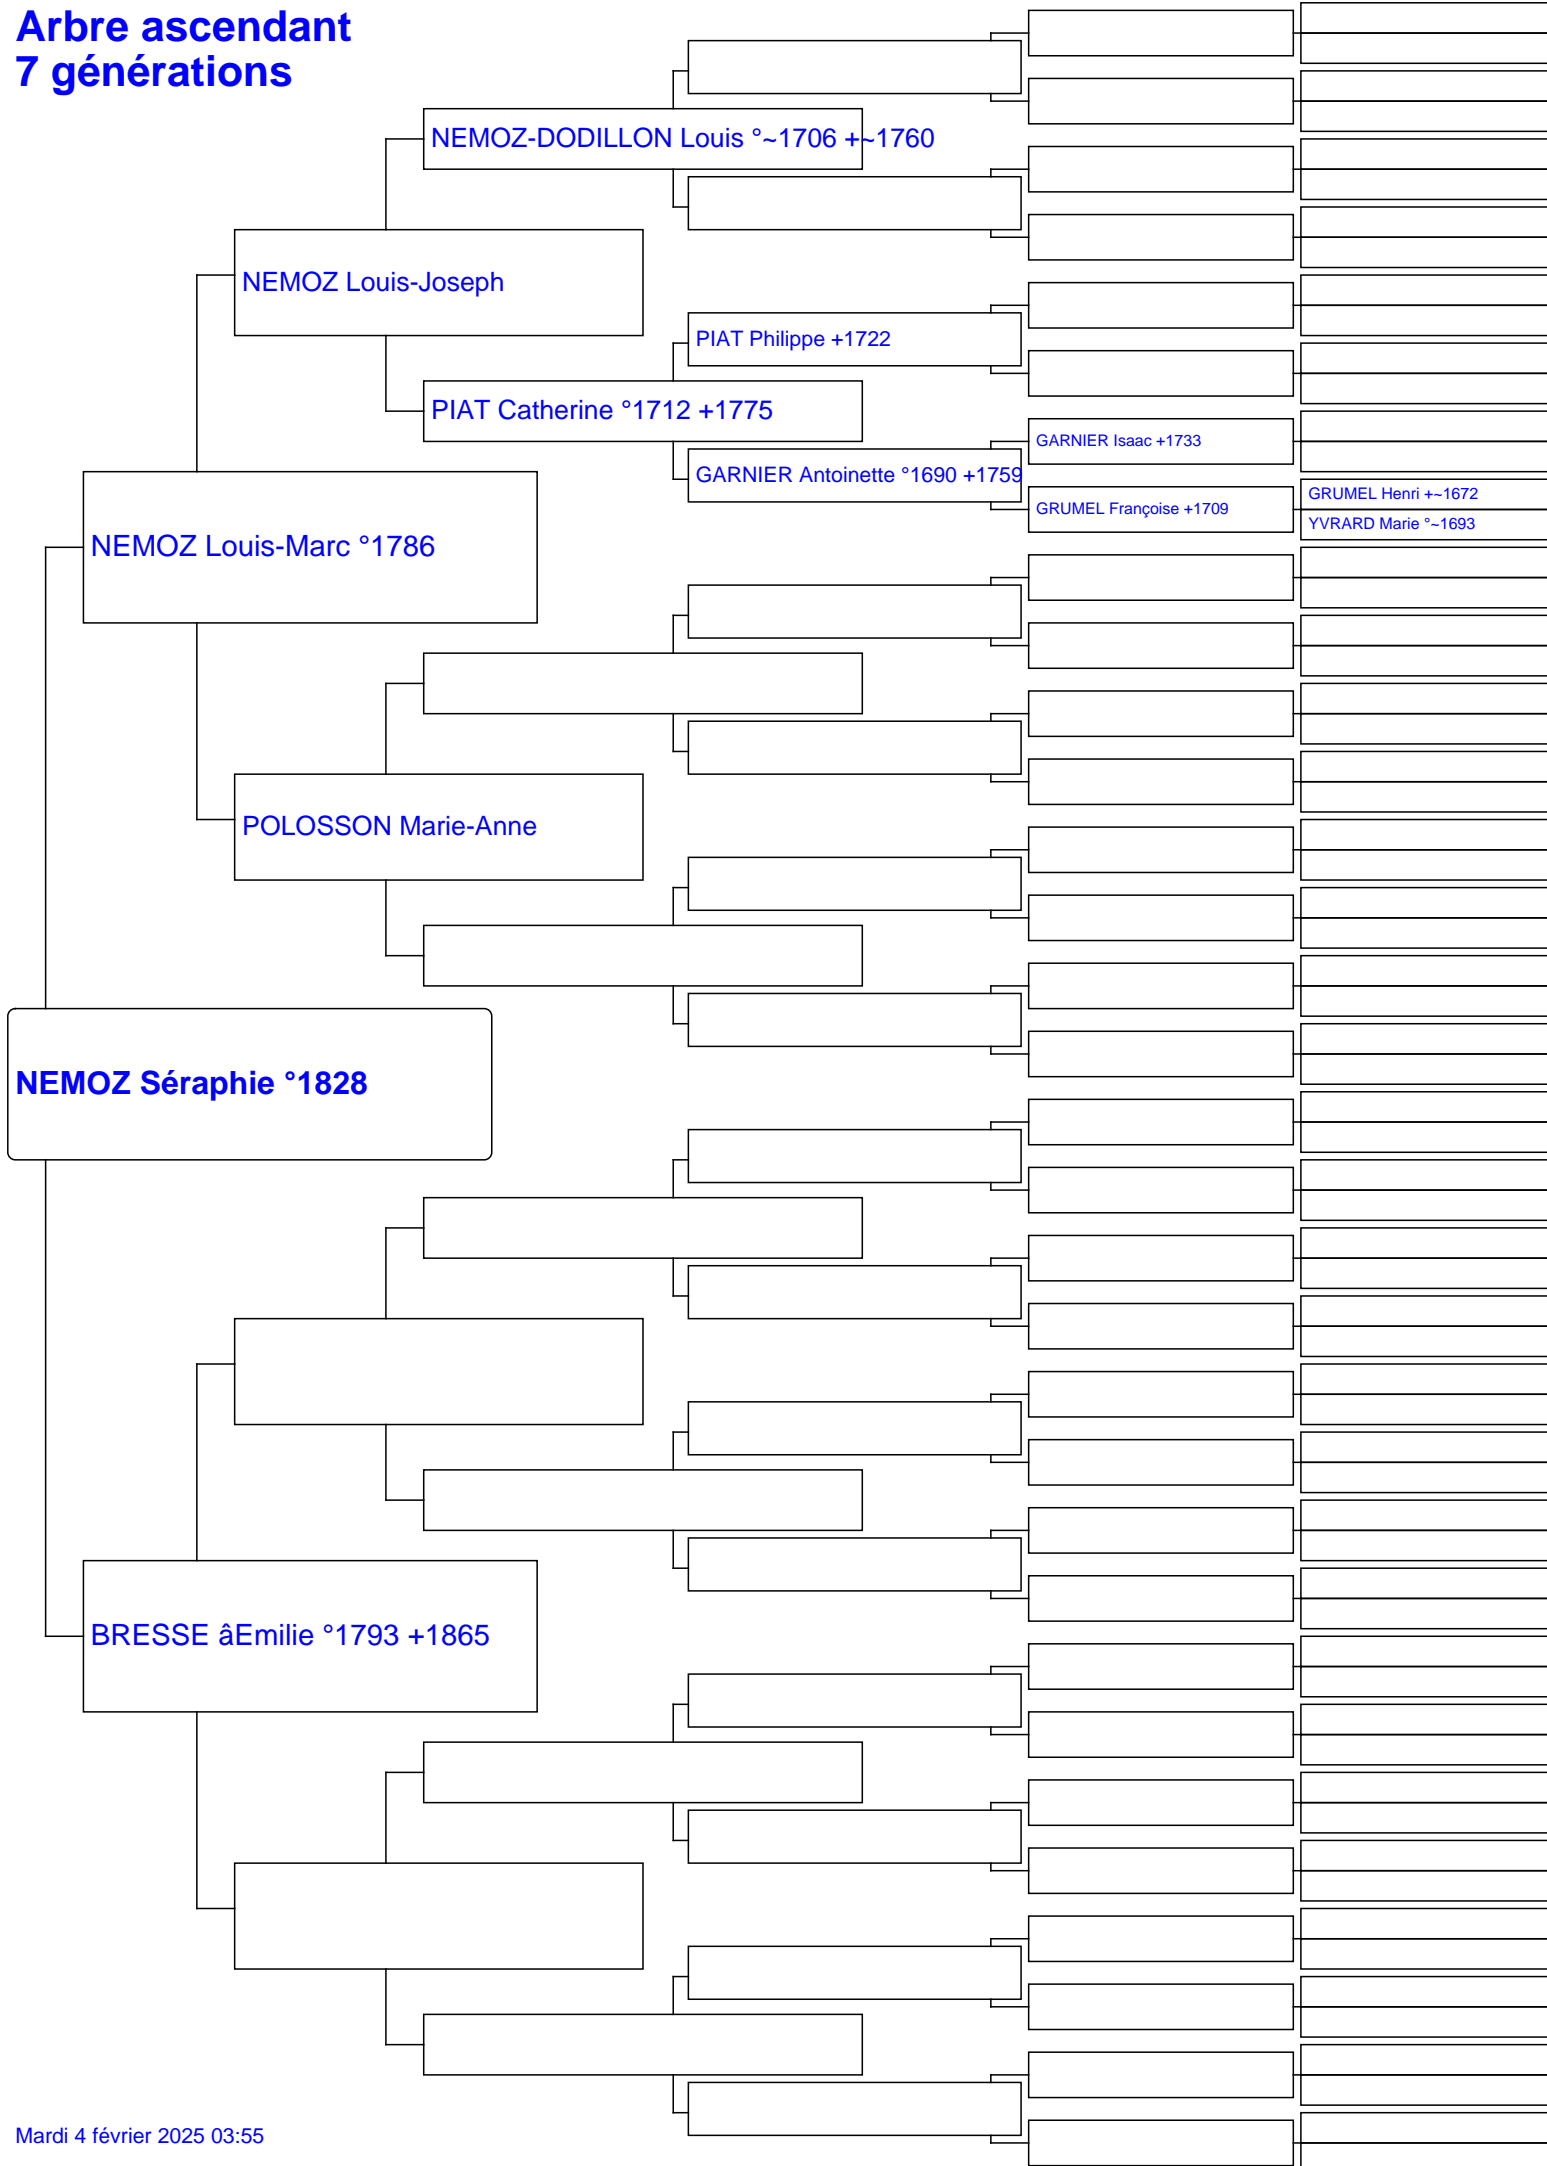 Arbre ascendant
7 générations
NEMOZ-DODILLON Louis °~1706 +~1760
NEMOZ Louis-Joseph
PIAT Philippe +1722
PIAT Catherine °1712 +1775
GARNIER Isaac +1733
GARNIER Antoinette °1690 +1759
GRUMEL Henri +~1672
GRUMEL Françoise +1709
YVRARD Marie °~1693
NEMOZ Louis-Marc °1786
POLOSSON Marie-Anne
NEMOZ Séraphie °1828
BRESSE âEmilie °1793 +1865
Mardi 4 février 2025 03:55